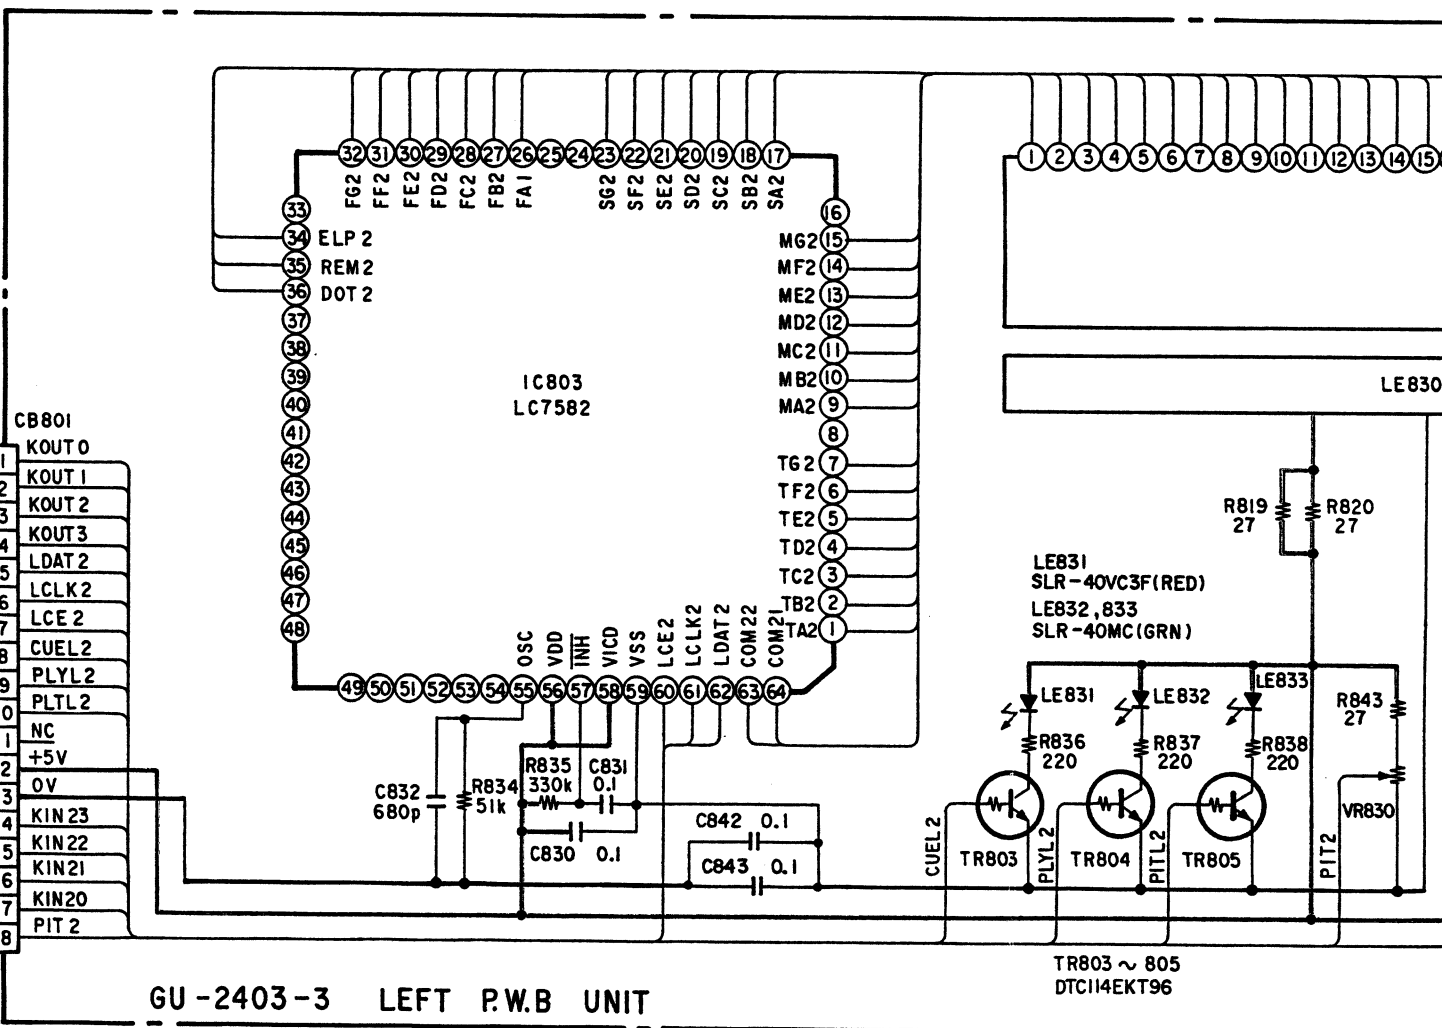 32 31 30 29 28 27 26 25 24 23 22 21 20 19 18 17
FG2 FF2 FE2 FD2 FC2 FB2 FA1 SG2 SF2 SE2 SD2 SC2 SB2 SA2
1 2 3 4 5 6 7 8 9 10 11 12 13 14 15
33
34 ELP2
35 REM2
36 DOT2
37
38
39
40
41
42
43
44
45
46
47
48
16
MG2 15
MF2 14
ME2 13
MD2 12
MC2 11
MB2 10
MA2 9
8
TG2 7
TF2 6
TE2 5
TD2 4
TC2 3
TB2 2
TA2 1
IC803
LC7582
OSC VDD INH VICD VSS LCE2 LCLK2 LDAT2 COM22 COM21
49 50 51 52 53 54 55 56 57 58 59 60 61 62 63 64
LE830
CB801
1 KOUT0
2 KOUT1
3 KOUT2
4 KOUT3
5 LDAT2
6 LCLK2
7 LCE2
8 CUEL2
9 PLYL2
0 PLTL2
1 NC
2 +5V
3 0V
4 KIN23
5 KIN22
6 KIN21
7 KIN20
8 PIT2
C832
680p
R834
51k
R835
330k
C831
0.1
C830 0.1
C842 0.1
C843 0.1
R819
27
R820
27
LE831
SLR-40VC3F(RED)
LE832,833
SLR-40MC(GRN)
LE831
LE832
LE833
R843
27
R836
220
R837
220
R838
220
VR830
CUEL2
TR803
PLYL2
TR804
PITL2
TR805
PIT2
TR803~805
DTC114EKT96
GU-2403-3 LEFT P.W.B UNIT